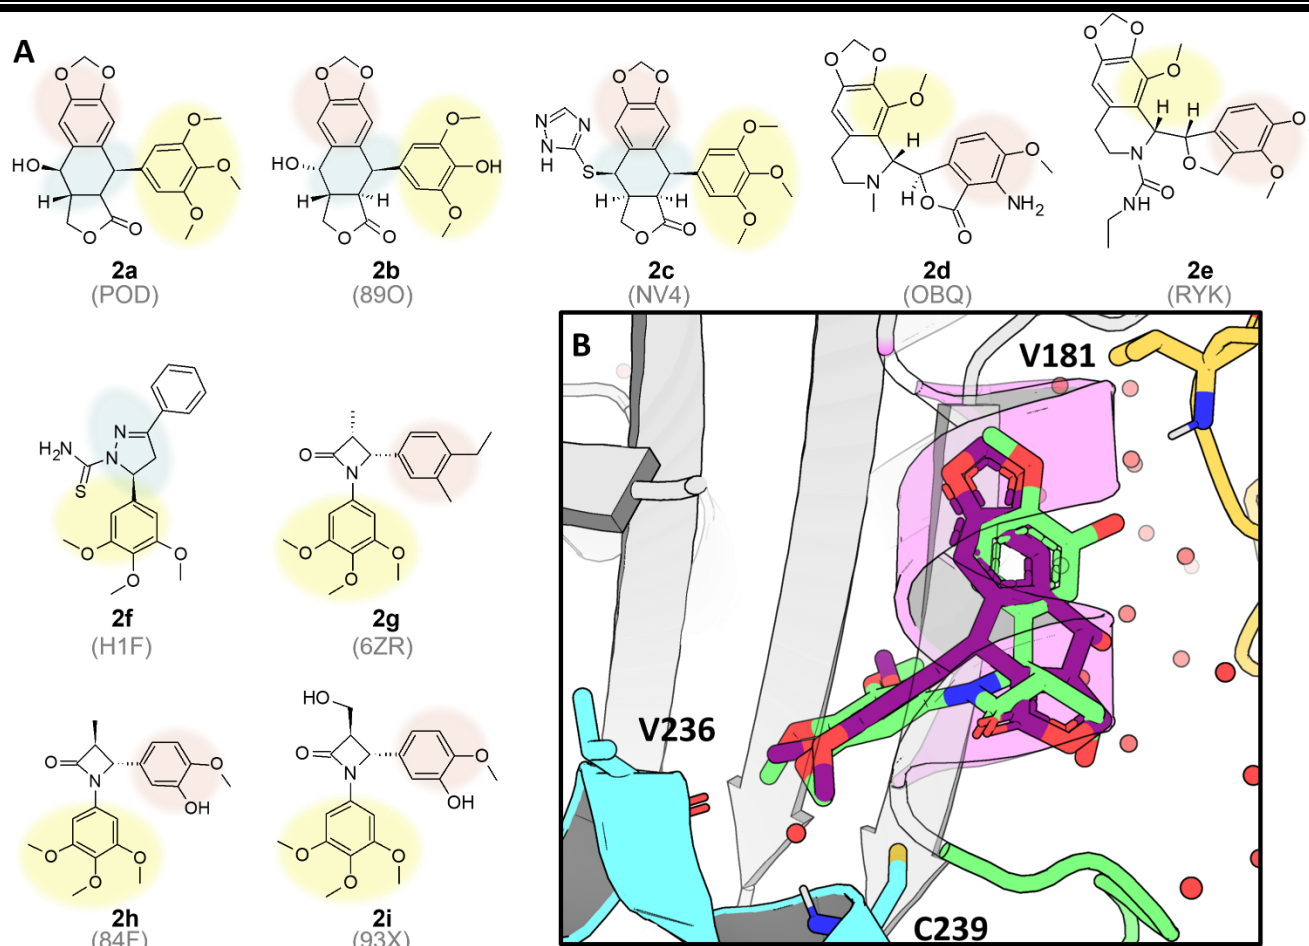 A
2a
(POD)
2b
(89O)
2c
(NV4)
2d
(OBQ)
2e
(RYK)
2f
(H1F)
2g
(6ZR)
2h
(84F)
2i
(93X)
B
V181
V236
C239
O O
O
HO
O
O
H
O
O
O O
O
HO
OH
O
H H
O
O
N
N
N
H
S
O O
O
O
O
H H
O
O
O
O
O
H
N
H
O
O
O
NH2
O
O
O
H
H
N
O
O
O
O
NH
N
H2N
N
S
O
O
O
O
N
O
O
O
O
N
O
OH
O
O
O
HO
O
N
O
OH
O
O
O